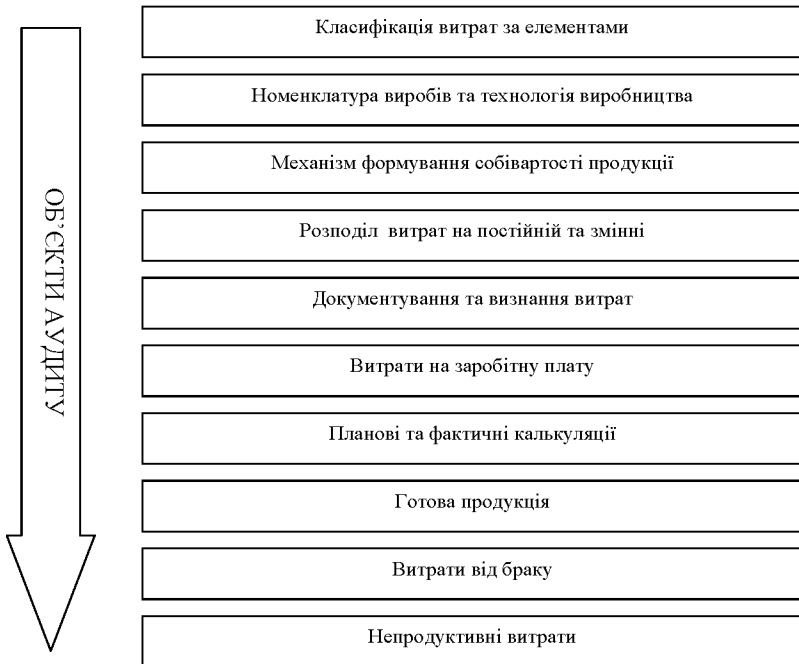 ОБ’ЄКТИ АУДИТУ
Класифікація витрат за елементами
Номенклатура виробів та технологія виробництва
Механізм формування собівартості продукції
Розподіл витрат на постійній та змінні
Документування та визнання витрат
Витрати на заробітну плату
Планові та фактичні калькуляції
Готова продукція
Витрати від браку
Непродуктивні витрати